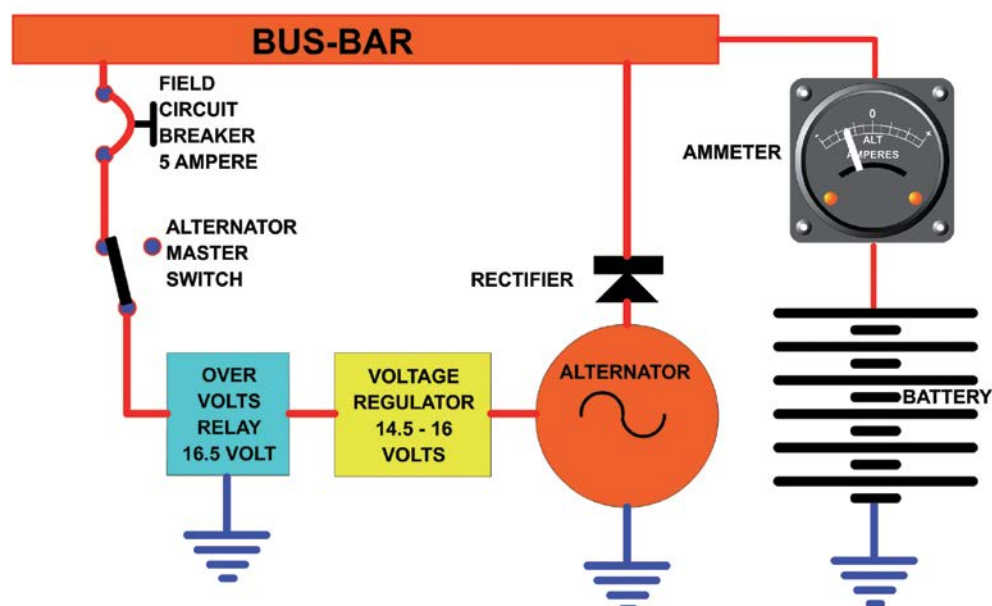 BUS-BAR
FIELD
CIRCUIT
BREAKER
5 AMPERE
ALTERNATOR
MASTER
SWITCH
OVER
VOLTS
RELAY
16.5 VOLT
VOLTAGE
REGULATOR
14.5 - 16
VOLTS
RECTIFIER
ALTERNATOR
AMMETER
- 0 +
ALT
AMPERES
BATTERY